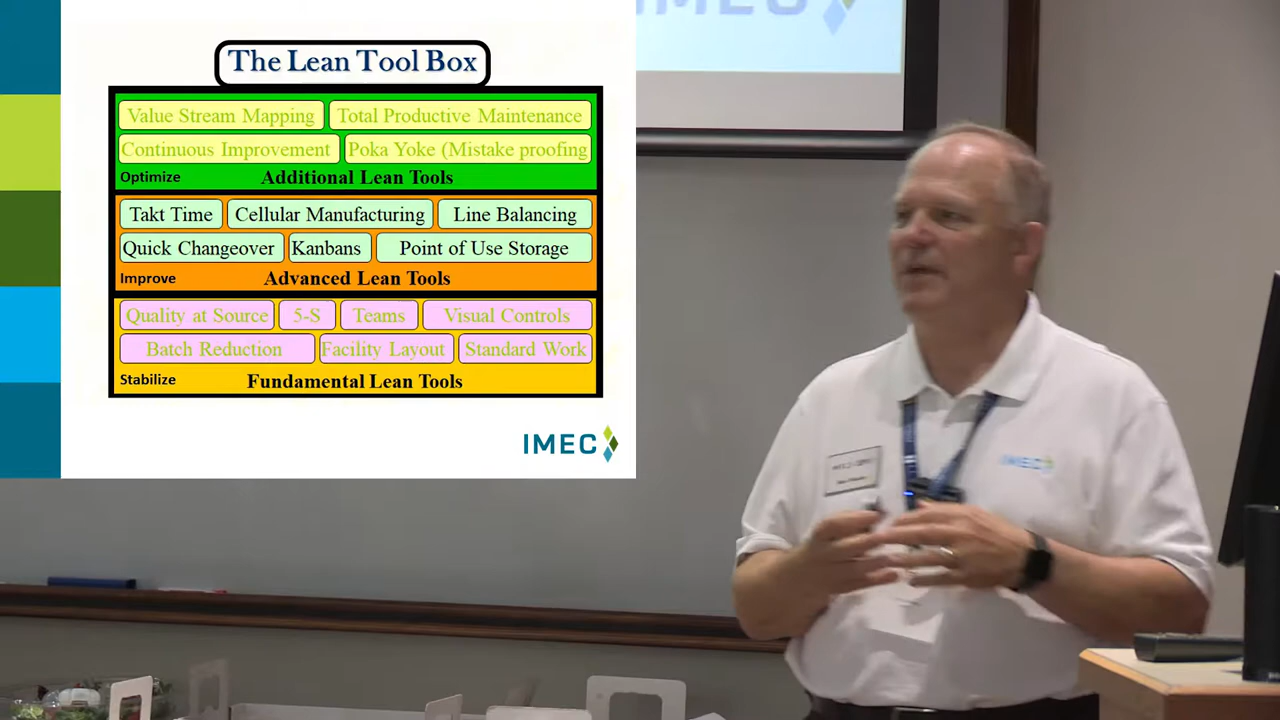 The Lean Tool Box
Value Stream Mapping Total Productive Maintenance
Continuous Improvement Poka Yoke (Mistake proofing
Optimize Additional Lean Tools
Takt Time Cellular Manufacturing Line Balancing
Quick Changeover Kanbans Point of Use Storage
Improve Advanced Lean Tools
Quality at Source 5-S Teams Visual Controls
Batch Reduction Facility Layout Standard Work
Stabilize Fundamental Lean Tools
IMEC
IMEC
IMEC